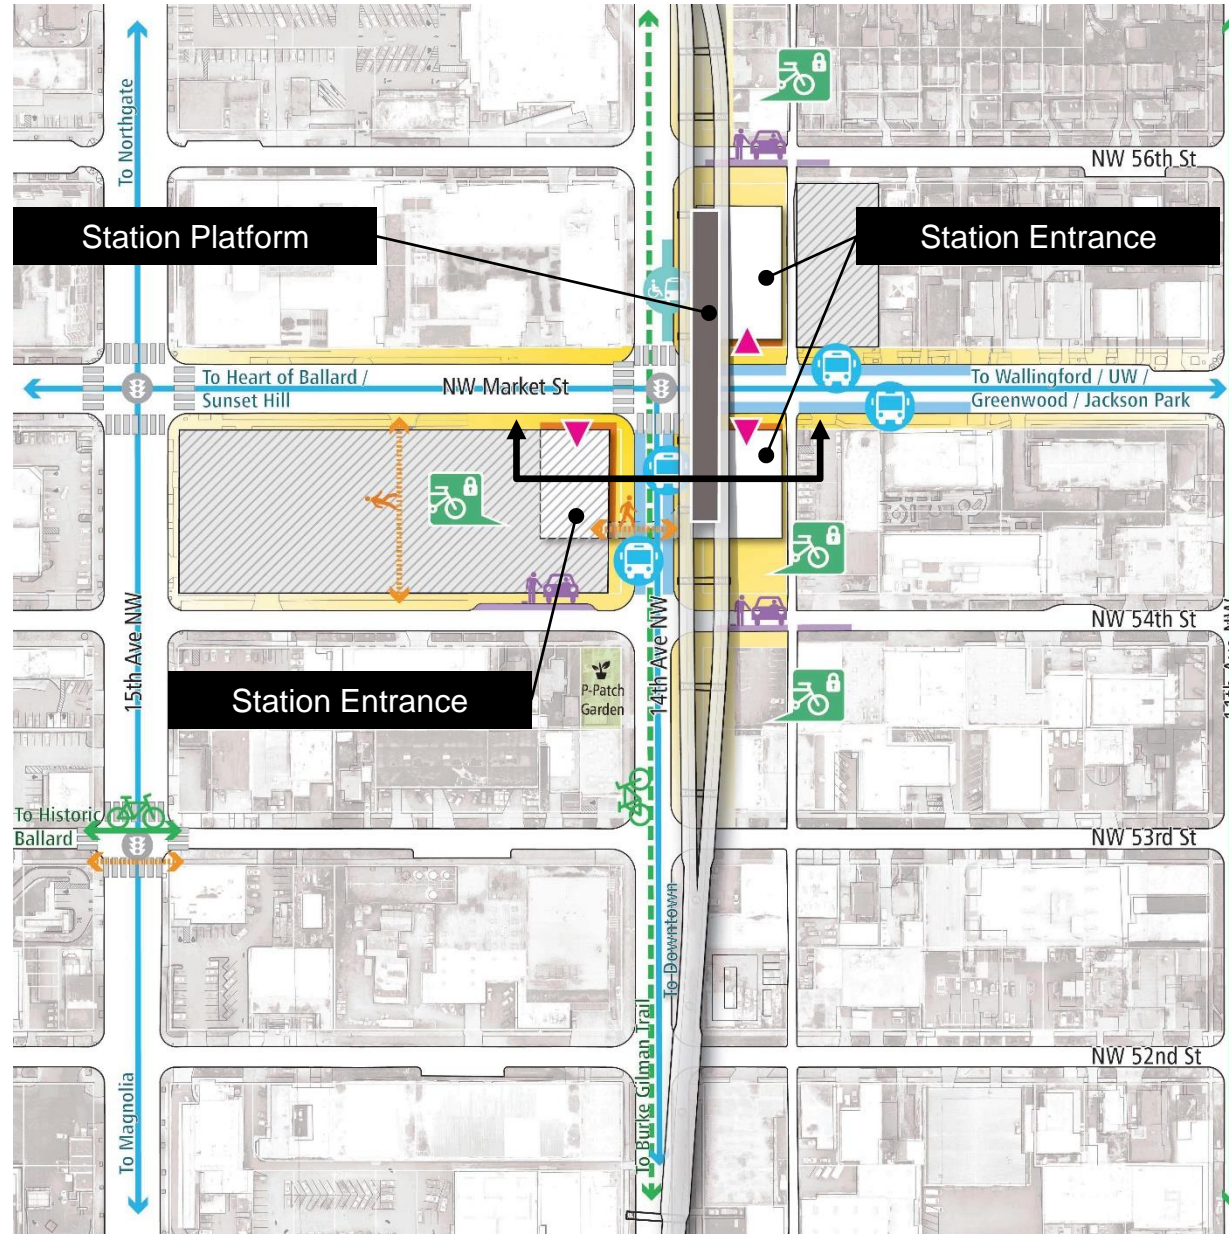 To Northgate
NW 56th St
Station Platform
Station Entrance
To Heart of Ballard /
Sunset Hill
NW Market St
To Wallingford / UW /
Greenwood / Jackson Park
15th Ave NW
14th Ave NW
NW 54th St
P-Patch
Garden
Station Entrance
To Historic
Ballard
NW 53rd St
To Downtown
To Burke Gilman Trail
NW 52nd St
To Magnolia